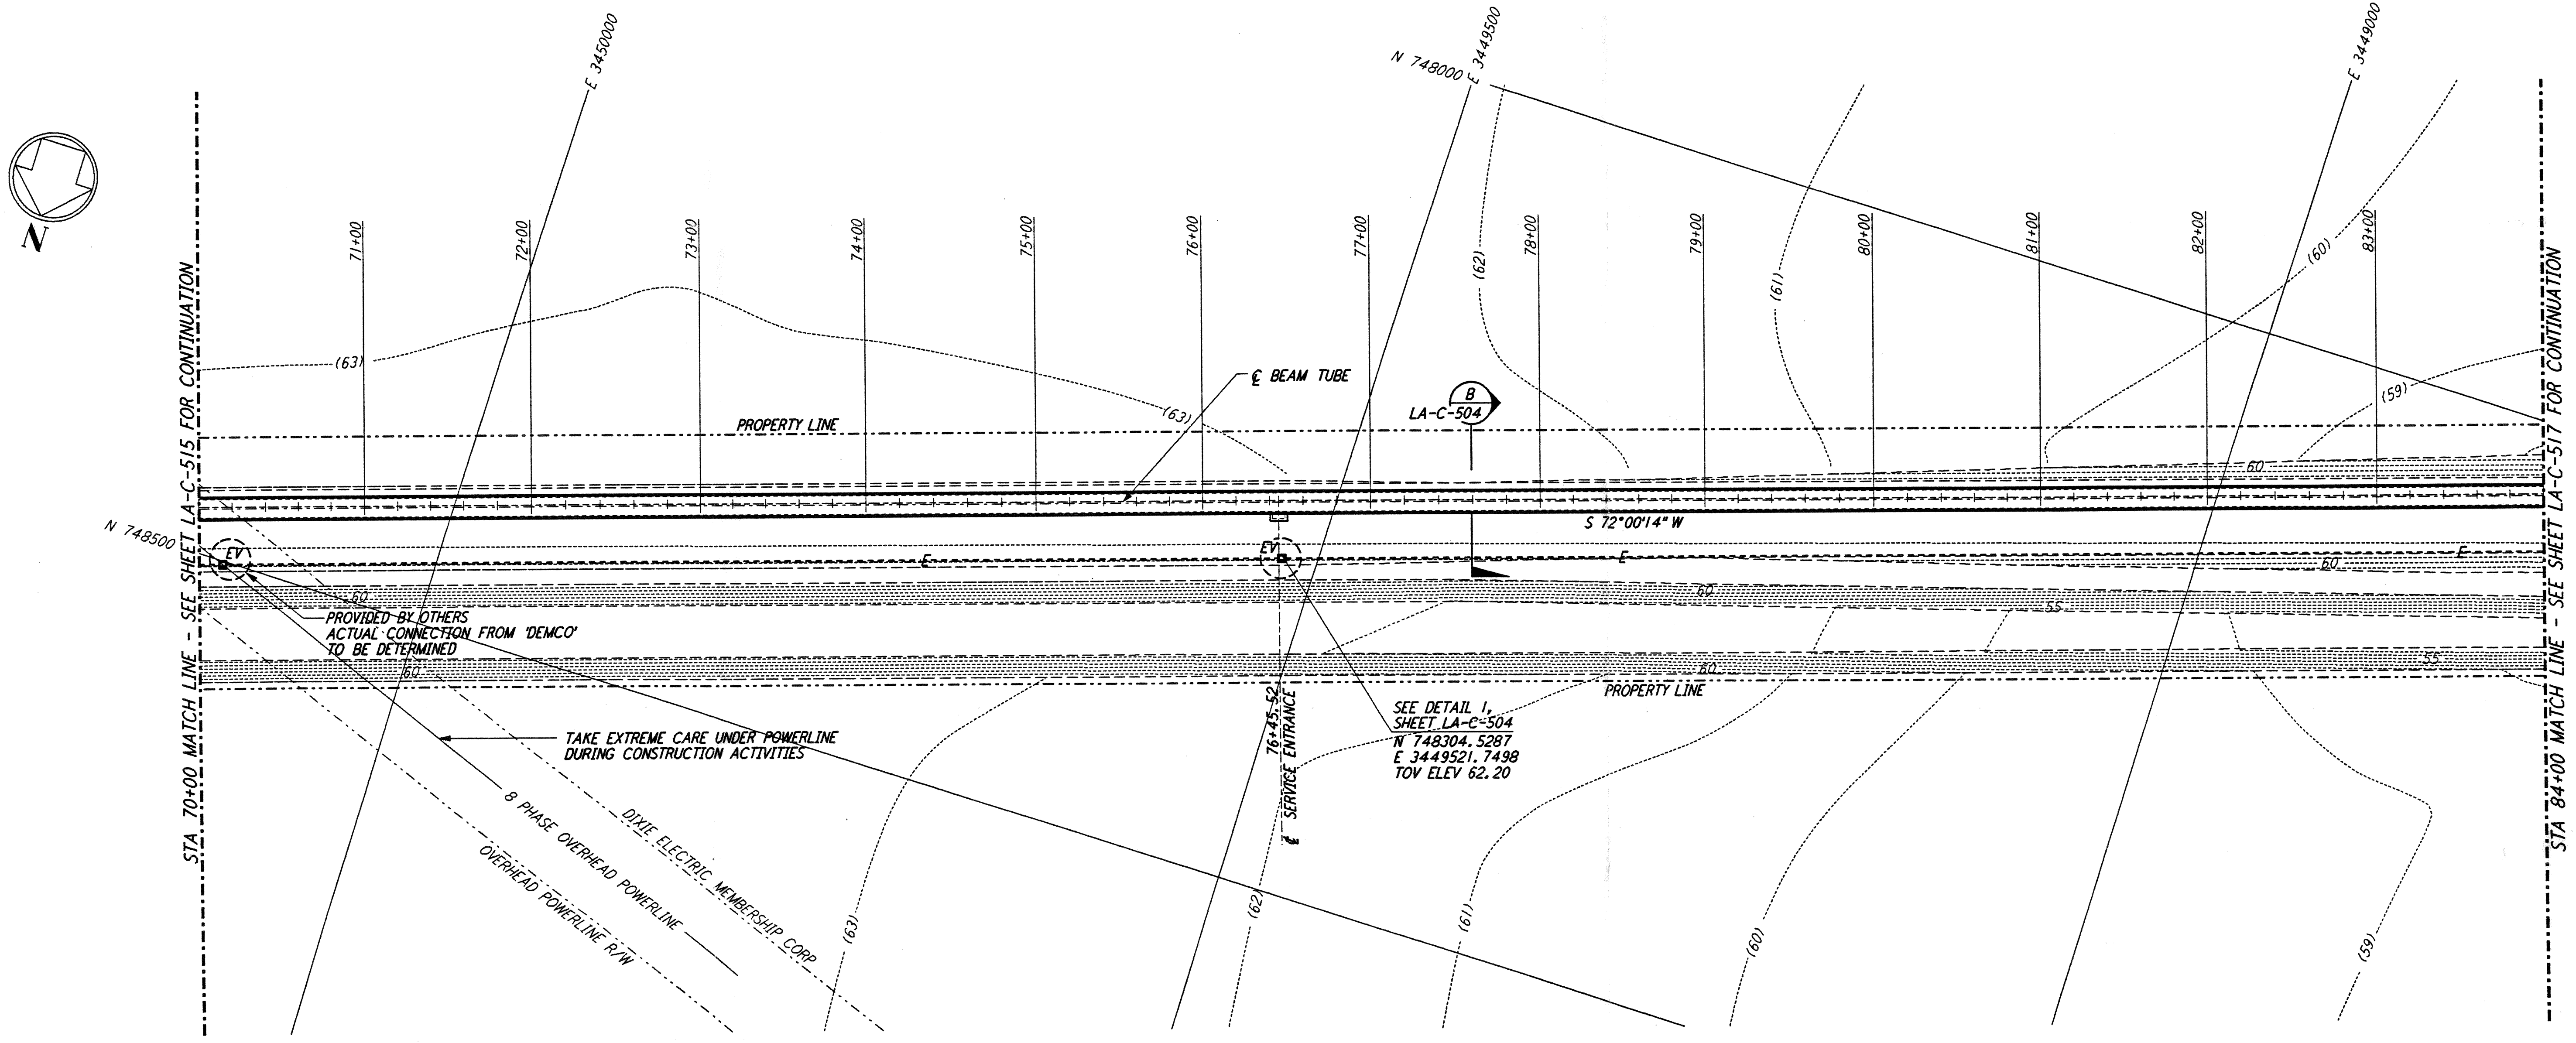 E 3450000
N 748000
E 3449500
E 3449000
N
71+00
72+00
73+00
74+00
75+00
76+00
77+00
78+00
79+00
80+00
81+00
82+00
83+00
(62)
(61)
(60)
(63)
(63)
(59)
℄ BEAM TUBE
B
LA-C-504
PROPERTY LINE
60
S 72°00'14" W
N 748500
EV
E
EV
E
E
60
60
60
55
PROVIDED BY OTHERS
ACTUAL CONNECTION FROM 'DEMCO'
TO BE DETERMINED
60
60
55
PROPERTY LINE
76+45.52
℄ SERVICE ENTRANCE
SEE DETAIL 1,
SHEET LA-C-504
N 748304.5287
E 3449521.7498
TOV ELEV 62.20
TAKE EXTREME CARE UNDER POWERLINE
DURING CONSTRUCTION ACTIVITIES
8 PHASE OVERHEAD POWERLINE
DIXIE ELECTRIC MEMBERSHIP CORP
OVERHEAD POWERLINE R/W
(63)
(62)
(61)
(60)
(59)
STA 70+00 MATCH LINE - SEE SHEET LA-C-515 FOR CONTINUATION
STA 84+00 MATCH LINE - SEE SHEET LA-C-517 FOR CONTINUATION